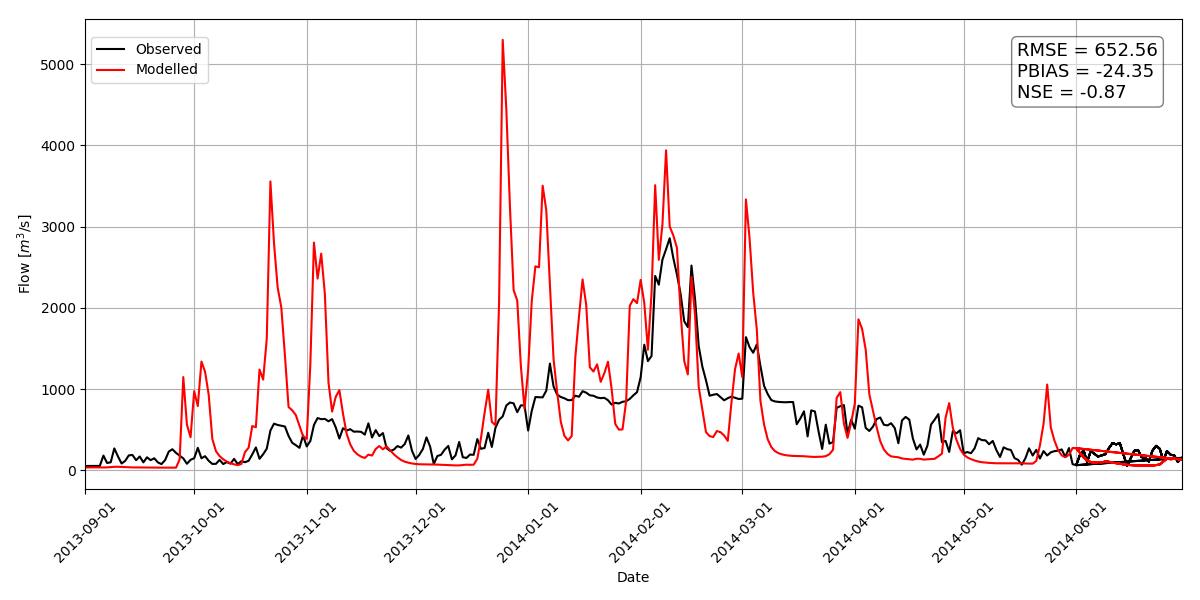 Observed
Modelled
RMSE = 652.56
PBIAS = -24.35
NSE = -0.87
5000
4000
3000
2000
1000
0
Flow [$m^3$/s]
2013-09-01
2013-10-01
2013-11-01
2013-12-01
2014-01-01
2014-02-01
2014-03-01
2014-04-01
2014-05-01
2014-06-01
Date